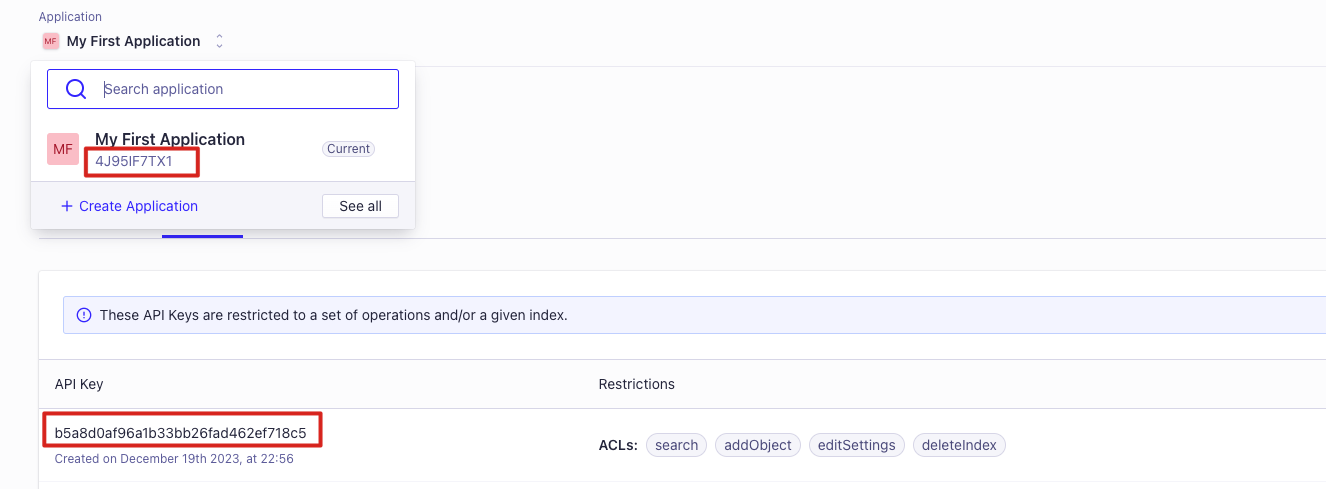 Application
MF My First Application
Search application
MF
My First Application
4J95IF7TX1
Current
+ Create Application
See all
These API Keys are restricted to a set of operations and/or a given index.
API Key Restrictions
b5a8d0af96a1b33bb26fad462ef718c5
Created on December 19th 2023, at 22:56
ACLs: search addObject editSettings deleteIndex